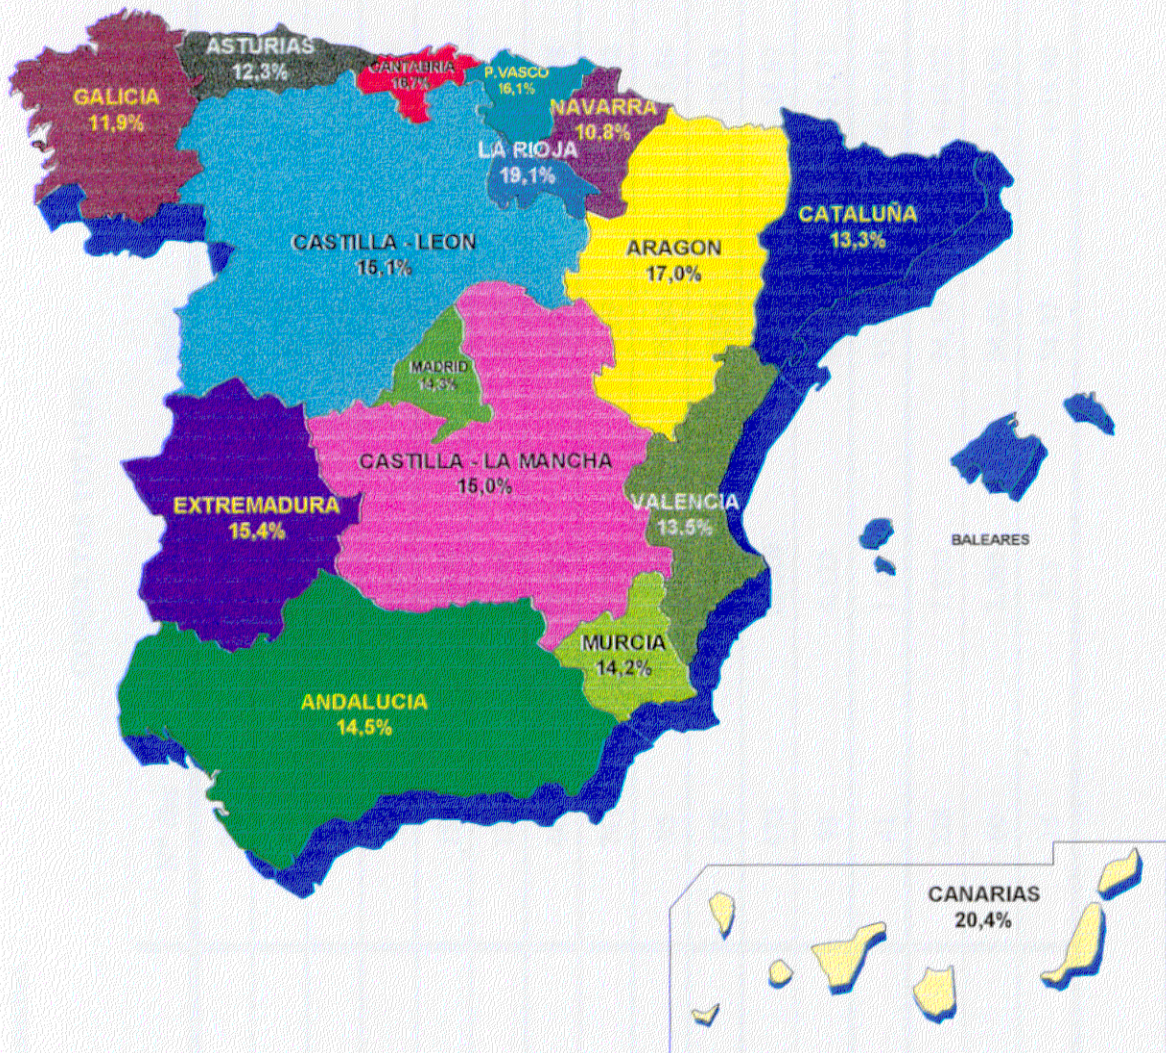 ASTURIAS
12,3%
CANTABRIA
16,7%
P.VASCO
16,1%
GALICIA
11,9%
NAVARRA
10,8%
LA RIOJA
19,1%
CATALUÑA
13,3%
CASTILLA - LEON
15,1%
ARAGON
17,0%
MADRID
14,3%
CASTILLA - LA MANCHA
15,0%
EXTREMADURA
15,4%
VALENCIA
13,5%
BALEARES
MURCIA
14,2%
ANDALUCIA
14,5%
CANARIAS
20,4%